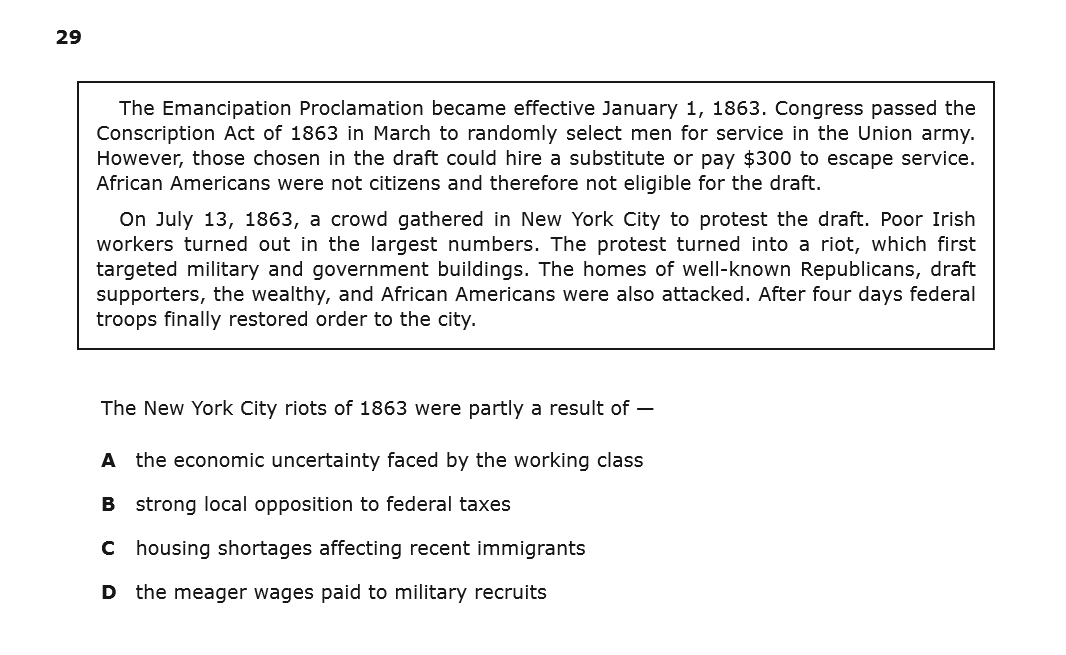 29
The Emancipation Proclamation became effective January 1, 1863. Congress passed the
Conscription Act of 1863 in March to randomly select men for service in the Union army.
However, those chosen in the draft could hire a substitute or pay $300 to escape service.
African Americans were not citizens and therefore not eligible for the draft.
On July 13, 1863, a crowd gathered in New York City to protest the draft. Poor Irish
workers turned out in the largest numbers. The protest turned into a riot, which first
targeted military and government buildings. The homes of well-known Republicans, draft
supporters, the wealthy, and African Americans were also attacked. After four days federal
troops finally restored order to the city.
The New York City riots of 1863 were partly a result of —
A the economic uncertainty faced by the working class
B strong local opposition to federal taxes
C housing shortages affecting recent immigrants
D the meager wages paid to military recruits